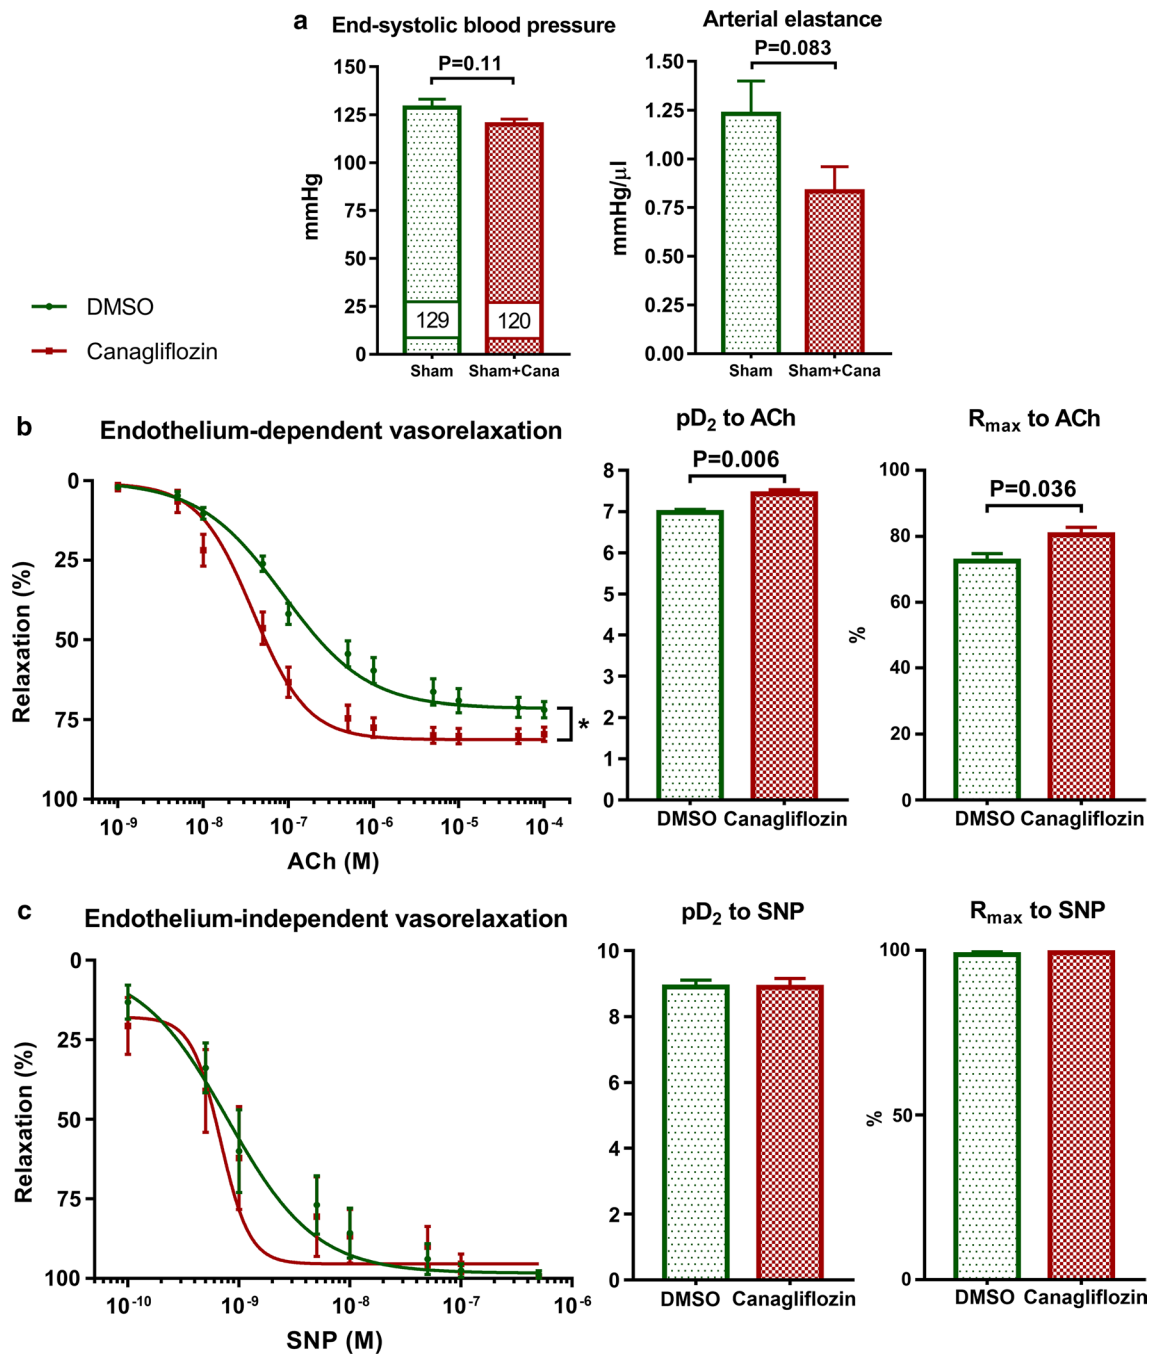 a
End-systolic blood pressure
P=0.11
150
125
100
75
50
25
0
mmHg
129
120
Sham
Sham+Cana
Arterial elastance
P=0.083
1.50
1.25
1.00
0.75
0.50
0.25
0.00
mmHg/µl
Sham
Sham+Cana
DMSO
Canagliflozin
b
Endothelium-dependent vasorelaxation
0
25
50
75
100
Relaxation (%)
*
10-9
10-8
10-7
10-6
10-5
10-4
ACh (M)
pD2 to ACh
P=0.006
8
7
6
5
4
3
2
1
0
DMSO
Canagliflozin
Rmax to ACh
P=0.036
100
80
60
40
20
0
%
DMSO
Canagliflozin
c
Endothelium-independent vasorelaxation
0
25
50
75
100
Relaxation (%)
10-10
10-9
10-8
10-7
10-6
SNP (M)
pD2 to SNP
10
8
6
4
2
0
DMSO
Canagliflozin
Rmax to SNP
100
50
0
%
DMSO
Canagliflozin